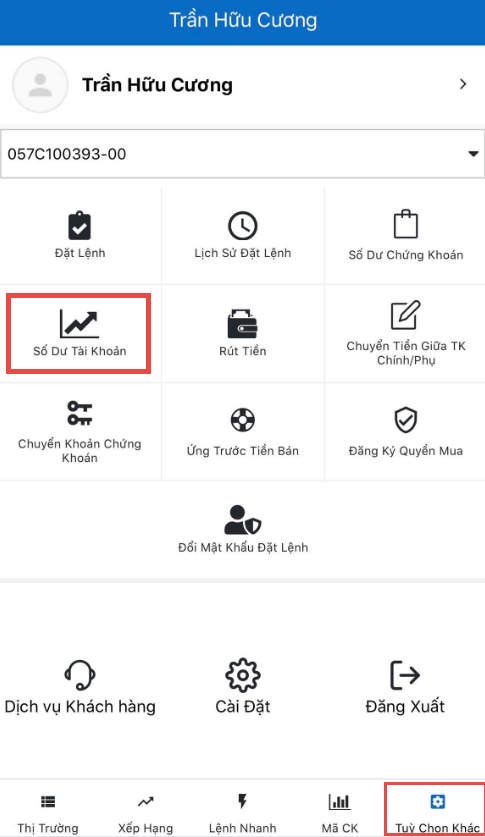 Trần Hữu Cương
Trần Hữu Cương
057C100393-00
Đặt Lệnh
Lịch Sử Đặt Lệnh
Số Dư Chứng Khoán
Số Dư Tài Khoản
Rút Tiền
Chuyển Tiền Giữa TK
Chính/Phụ
Chuyển Khoản Chứng
Khoán
Ứng Trước Tiền Bán
Đăng Ký Quyền Mua
Đổi Mật Khẩu Đặt Lệnh
Dịch vụ Khách hàng
Cài Đặt
Đăng Xuất
Thị Trường
Xếp Hạng
Lệnh Nhanh
Mã CK
Tuỳ Chọn Khác